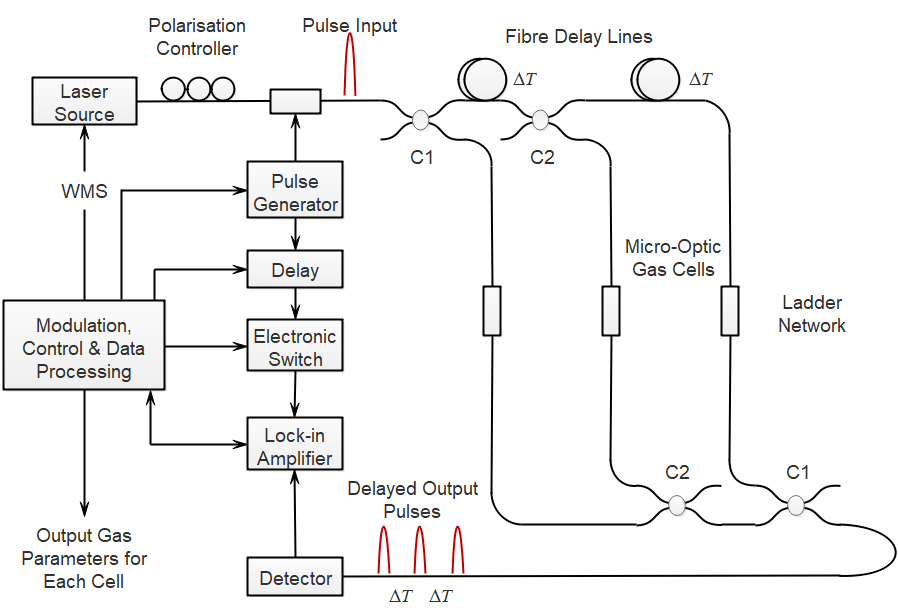 Polarisation
Controller
Pulse Input
Fibre Delay Lines
Laser
Source
ΔT
ΔT
C1
C2
WMS
Pulse
Generator
Delay
Micro-Optic
Gas Cells
Ladder
Network
Modulation,
Control & Data
Processing
Electronic
Switch
Lock-in
Amplifier
C2
C1
Delayed Output
Pulses
Output Gas
Parameters for
Each Cell
Detector
ΔT
ΔT